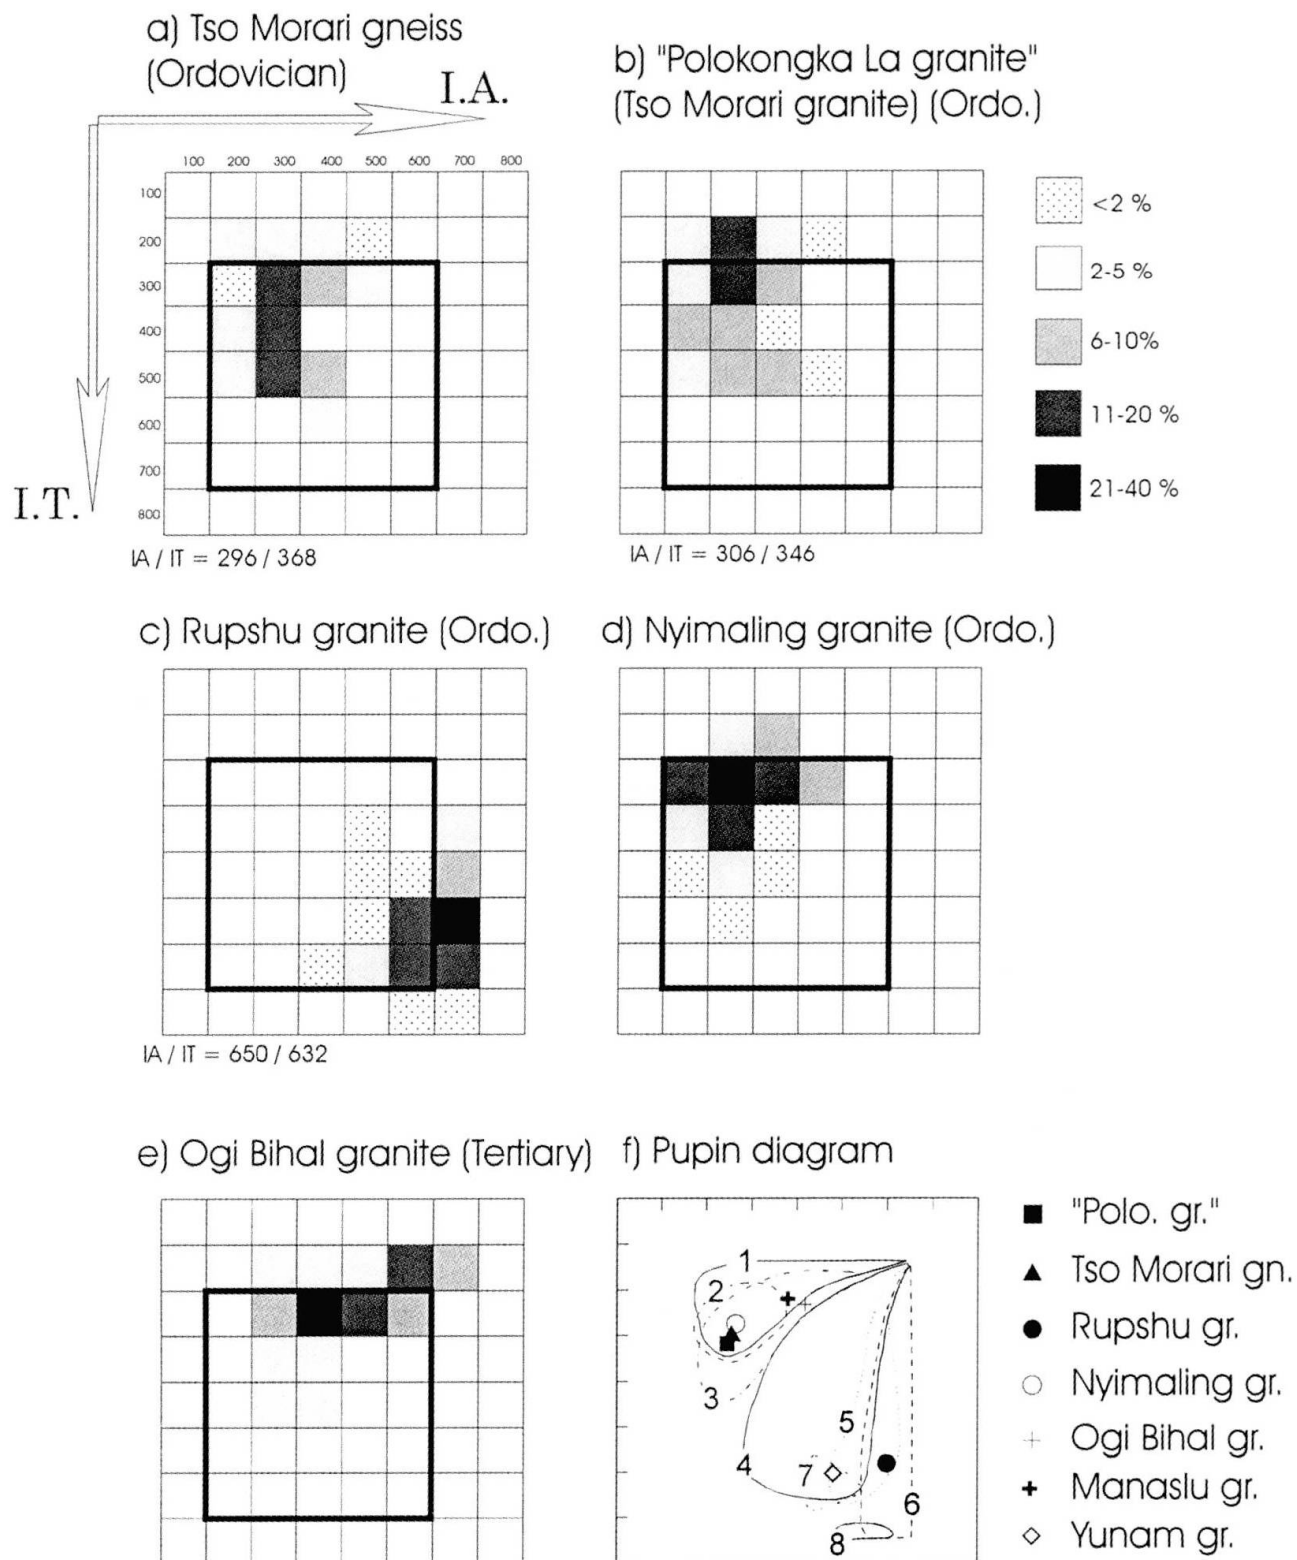 a) Tso Morari gneiss
(Ordovician)
I.A.
b) "Polokongka La granite"
(Tso Morari granite) (Ordo.)
100 200 300 400 500 600 700 800
100
200
300
400
500
600
700
800
I.T.
<2 %
2-5 %
6-10%
11-20 %
21-40 %
IA / IT = 296 / 368
IA / IT = 306 / 346
c) Rupshu granite (Ordo.)
d) Nyimaling granite (Ordo.)
IA / IT = 650 / 632
e) Ogi Bihal granite (Tertiary)
f) Pupin diagram
1
2
3
4
5
6
7
8
"Polo. gr."
Tso Morari gn.
Rupshu gr.
Nyimaling gr.
Ogi Bihal gr.
Manaslu gr.
Yunam gr.